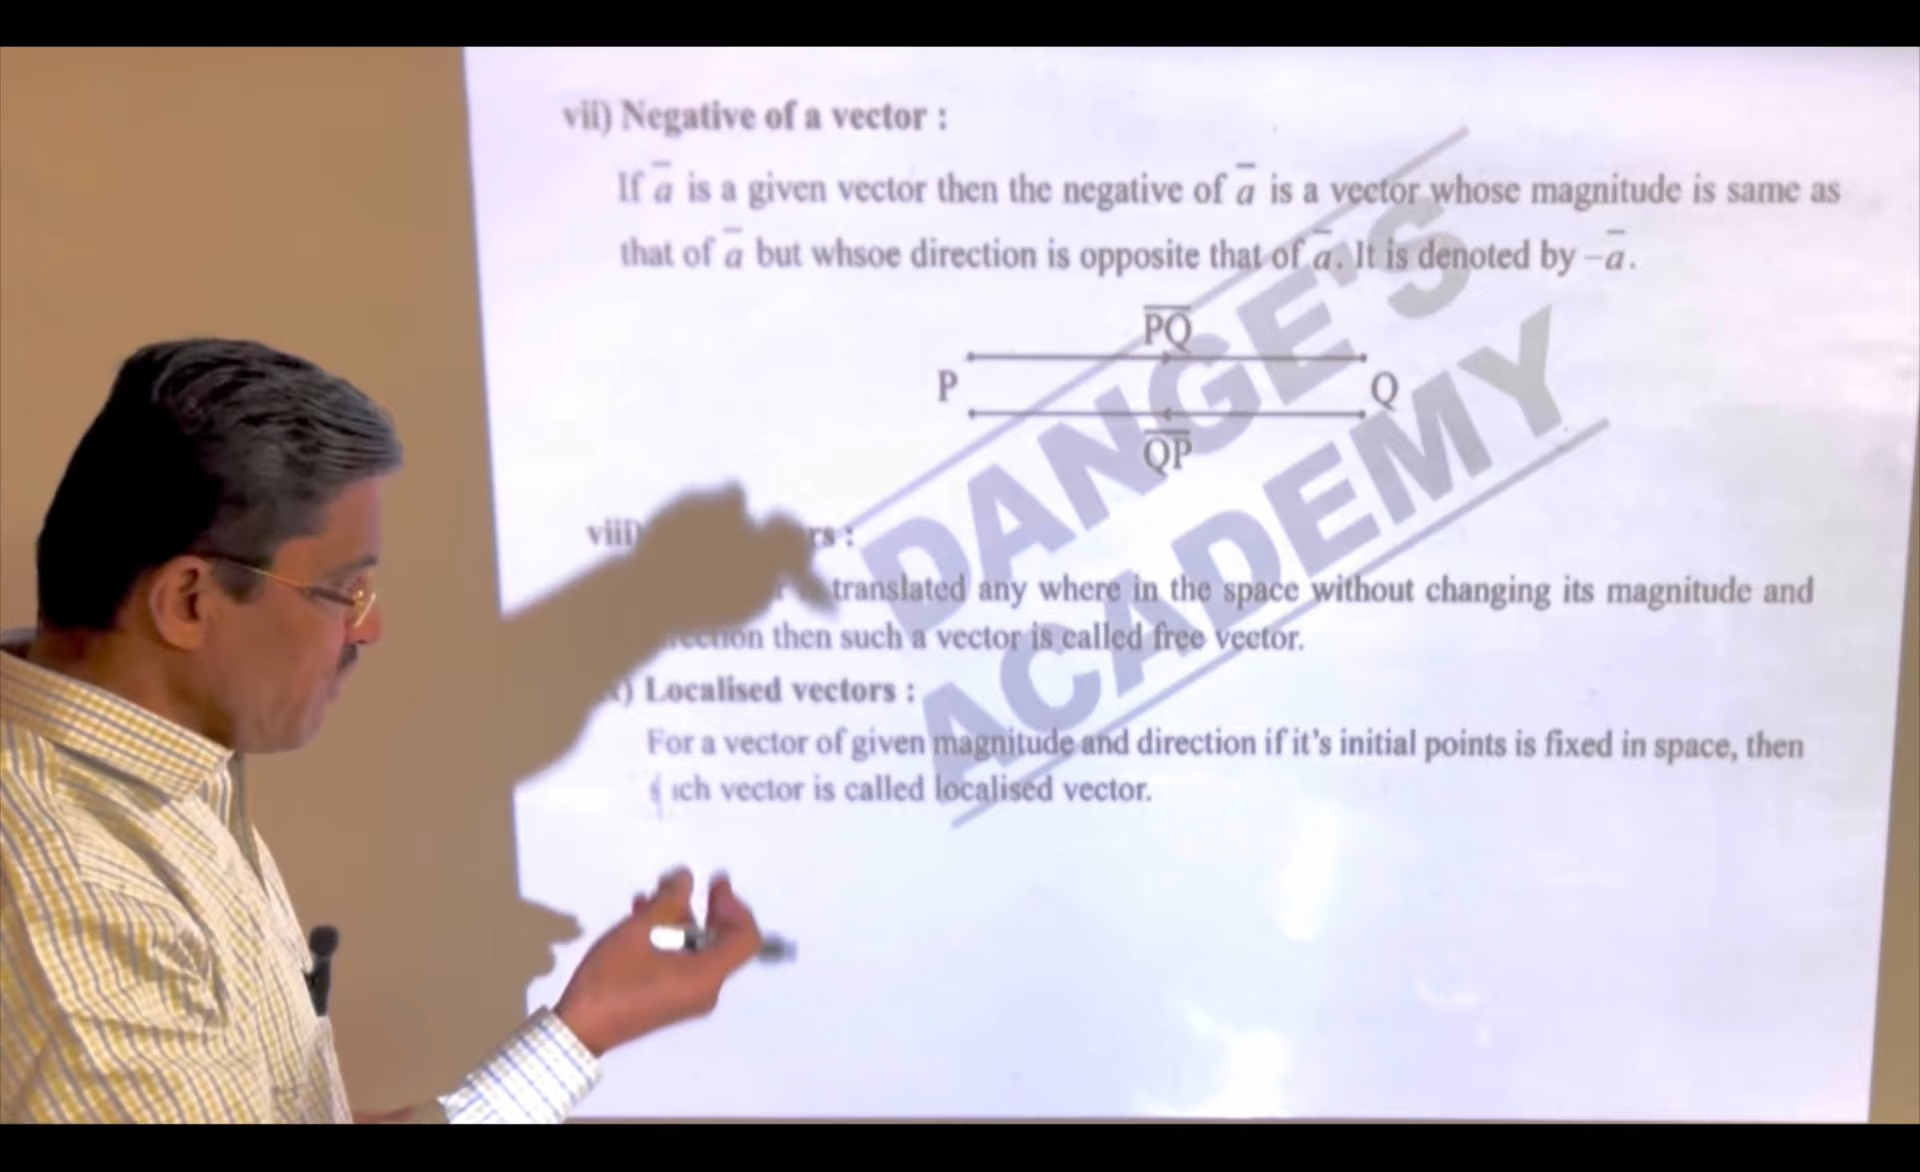 vii) Negative of a vector :
If a̅ is a given vector then the negative of a̅ is a vector whose magnitude is same as
that of a̅ but whsoe direction is opposite that of a̅. It is denoted by –a̅.
P̅Q̅
P
Q
Q̅P̅
viii) rs :
translated any where in the space without changing its magnitude and
then such a vector is called free vector.
) Localised vectors :
For a vector of given magnitude and direction if it's initial points is fixed in space, then
vector is called localised vector.
DANGE'S
ACADEMY